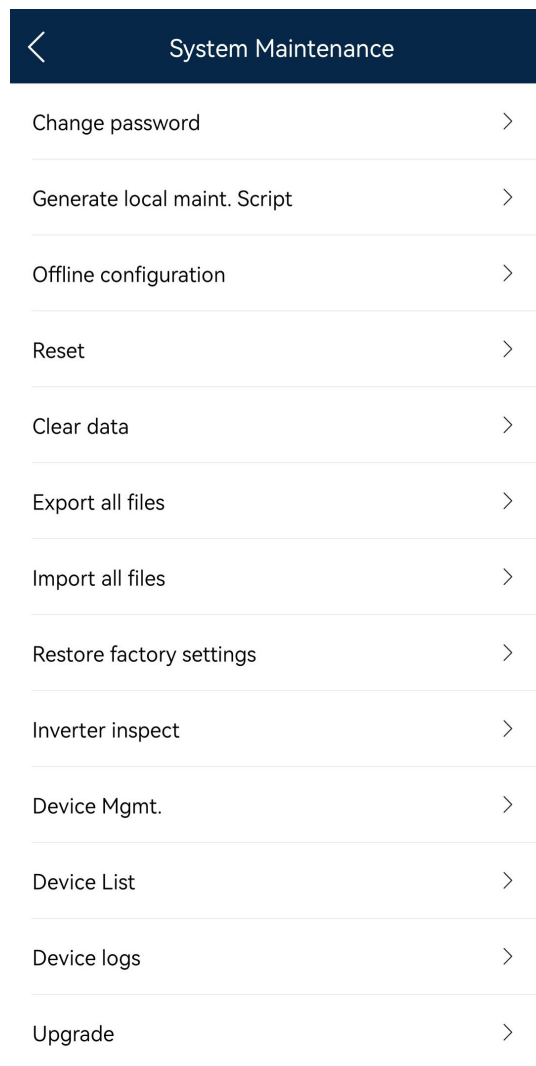 System Maintenance
Change password
Generate local maint. Script
Offline configuration
Reset
Clear data
Export all files
Import all files
Restore factory settings
Inverter inspect
Device Mgmt.
Device List
Device logs
Upgrade